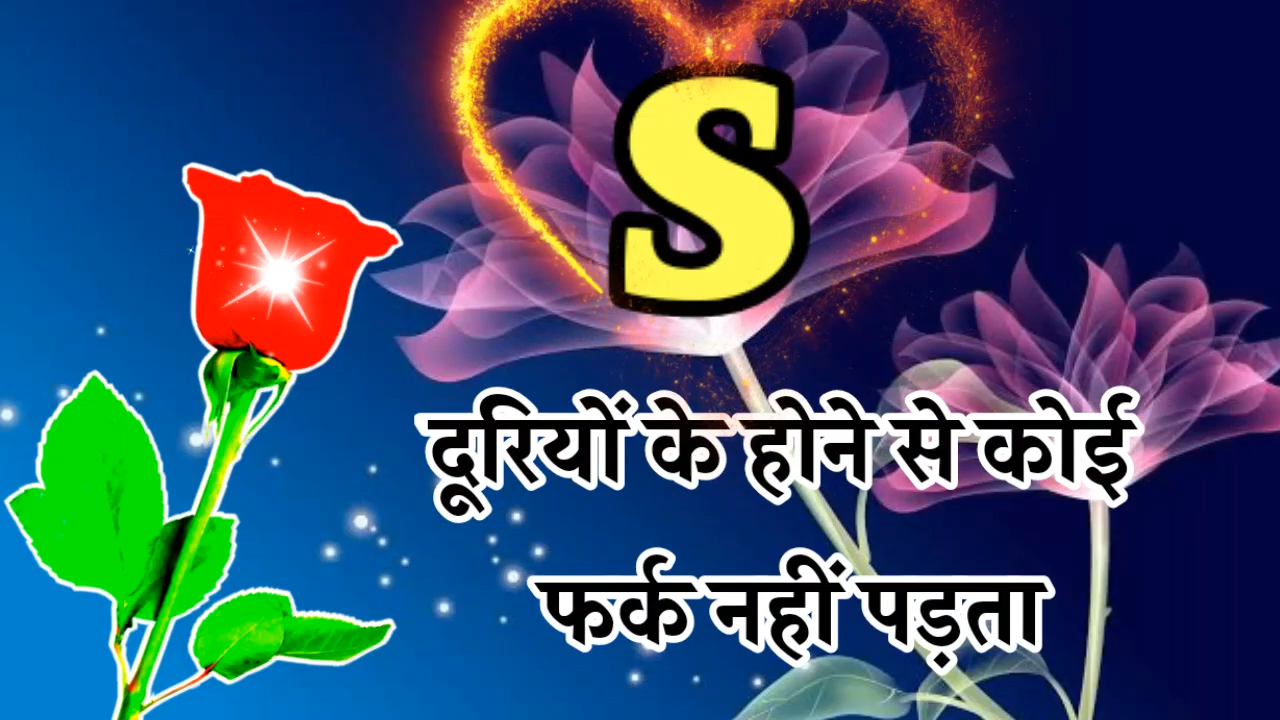 S
दूरियों के होने से कोई
फर्क नहीं पड़ता